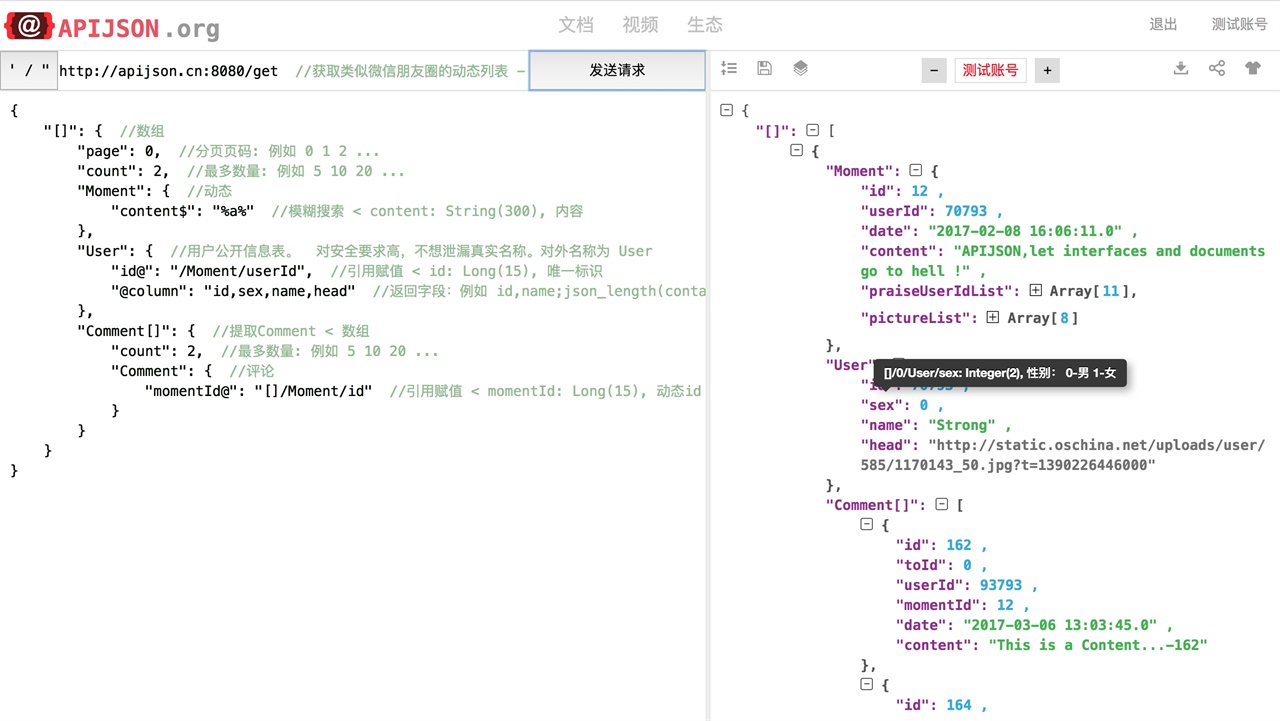 @ APIJSON.org
文档 视频 生态
退出 测试账号
' / " http://apijson.cn:8080/get //获取类似微信朋友圈的动态列表 – 发送请求
- 测试账号 +
{
"[]": { //数组
"page": 0, //分页页码: 例如 0 1 2 ...
"count": 2, //最多数量: 例如 5 10 20 ...
"Moment": { //动态
"content$": "%a%" //模糊搜索 < content: String(300), 内容
},
"User": { //用户公开信息表。 对安全要求高，不想泄漏真实名称。对外名称为 User
"id@": "/Moment/userId", //引用赋值 < id: Long(15), 唯一标识
"@column": "id,sex,name,head" //返回字段: 例如 id,name;json_length(conta
},
"Comment[]": { //提取Comment < 数组
"count": 2, //最多数量: 例如 5 10 20 ...
"Comment": { //评论
"momentId@": "[]/Moment/id" //引用赋值 < momentId: Long(15), 动态id
}
}
}
}
{
"[]": [
{
"Moment": {
"id": 12 ,
"userId": 70793 ,
"date": "2017-02-08 16:06:11.0" ,
"content": "APIJSON,let interfaces and documents
go to hell !" ,
"praiseUserIdList": Array[11],
"pictureList": Array[8]
},
"User"
[]/0/User/sex: Integer(2), 性别： 0-男 1-女
"sex": 0 ,
"name": "Strong" ,
"head": "http://static.oschina.net/uploads/user/
585/1170143_50.jpg?t=1390226446000"
},
"Comment[]": [
{
"id": 162 ,
"toId": 0 ,
"userId": 93793 ,
"momentId": 12 ,
"date": "2017-03-06 13:03:45.0" ,
"content": "This is a Content...-162"
},
{
"id": 164 ,